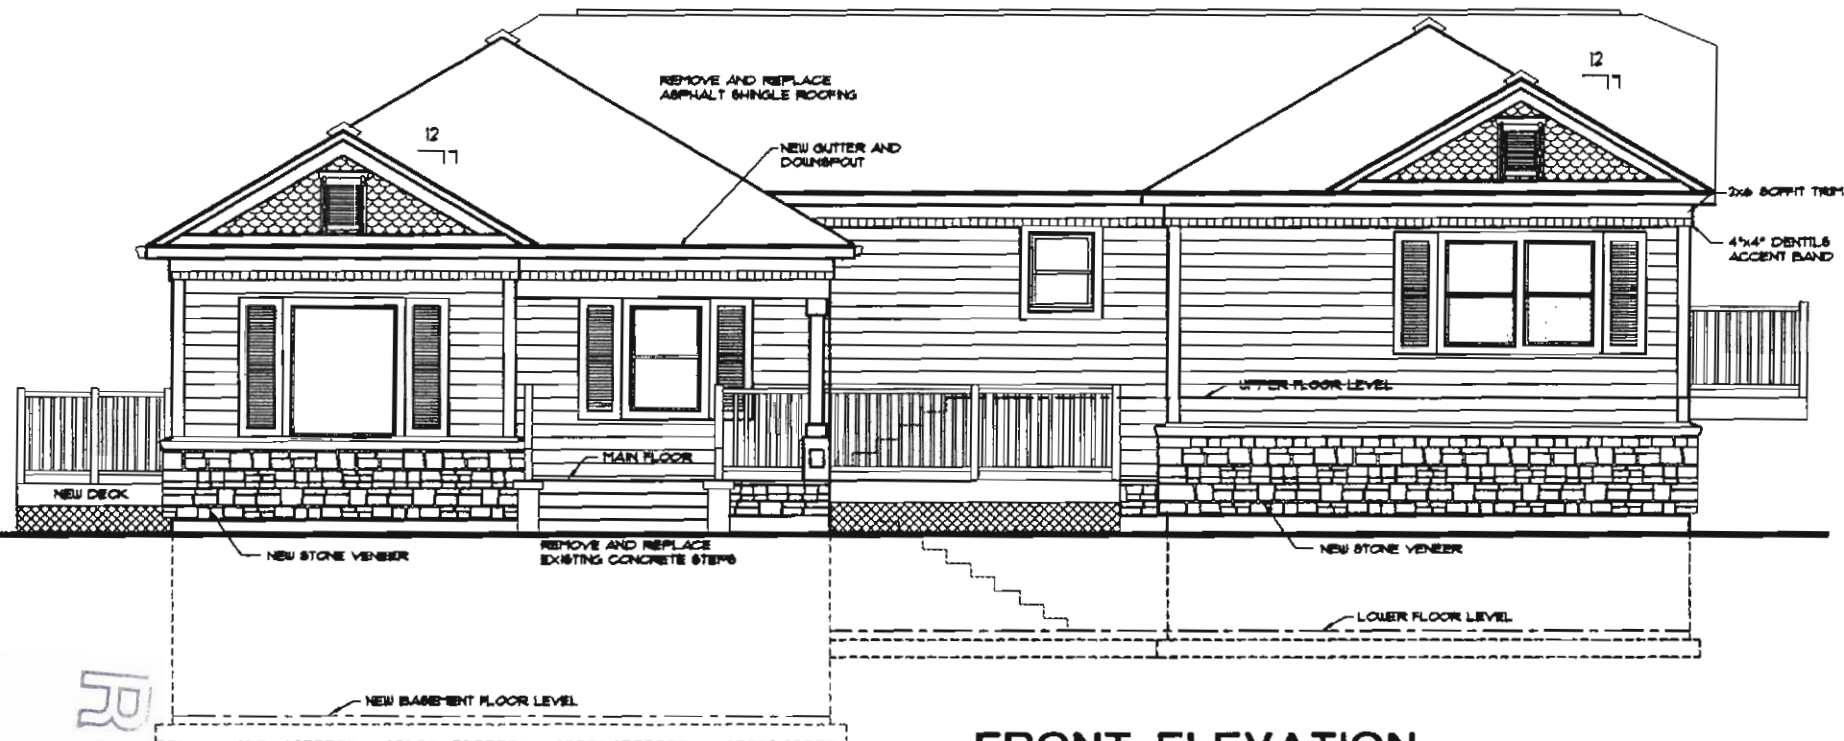 REMOVE AND REPLACE
ASPHALT SHINGLE ROOFING
12
7
12
7
NEW GUTTER AND
DOWNSPOUT
2x6 SOFFIT TRIM
4"x4" DENTILS
ACCENT BAND
UPPER FLOOR LEVEL
MAIN FLOOR
NEW DECK
NEW STONE VENEER
REMOVE AND REPLACE
EXISTING CONCRETE STEPS
NEW STONE VENEER
LOWER FLOOR LEVEL
NEW BASEMENT FLOOR LEVEL
R
FRONT ELEVATION